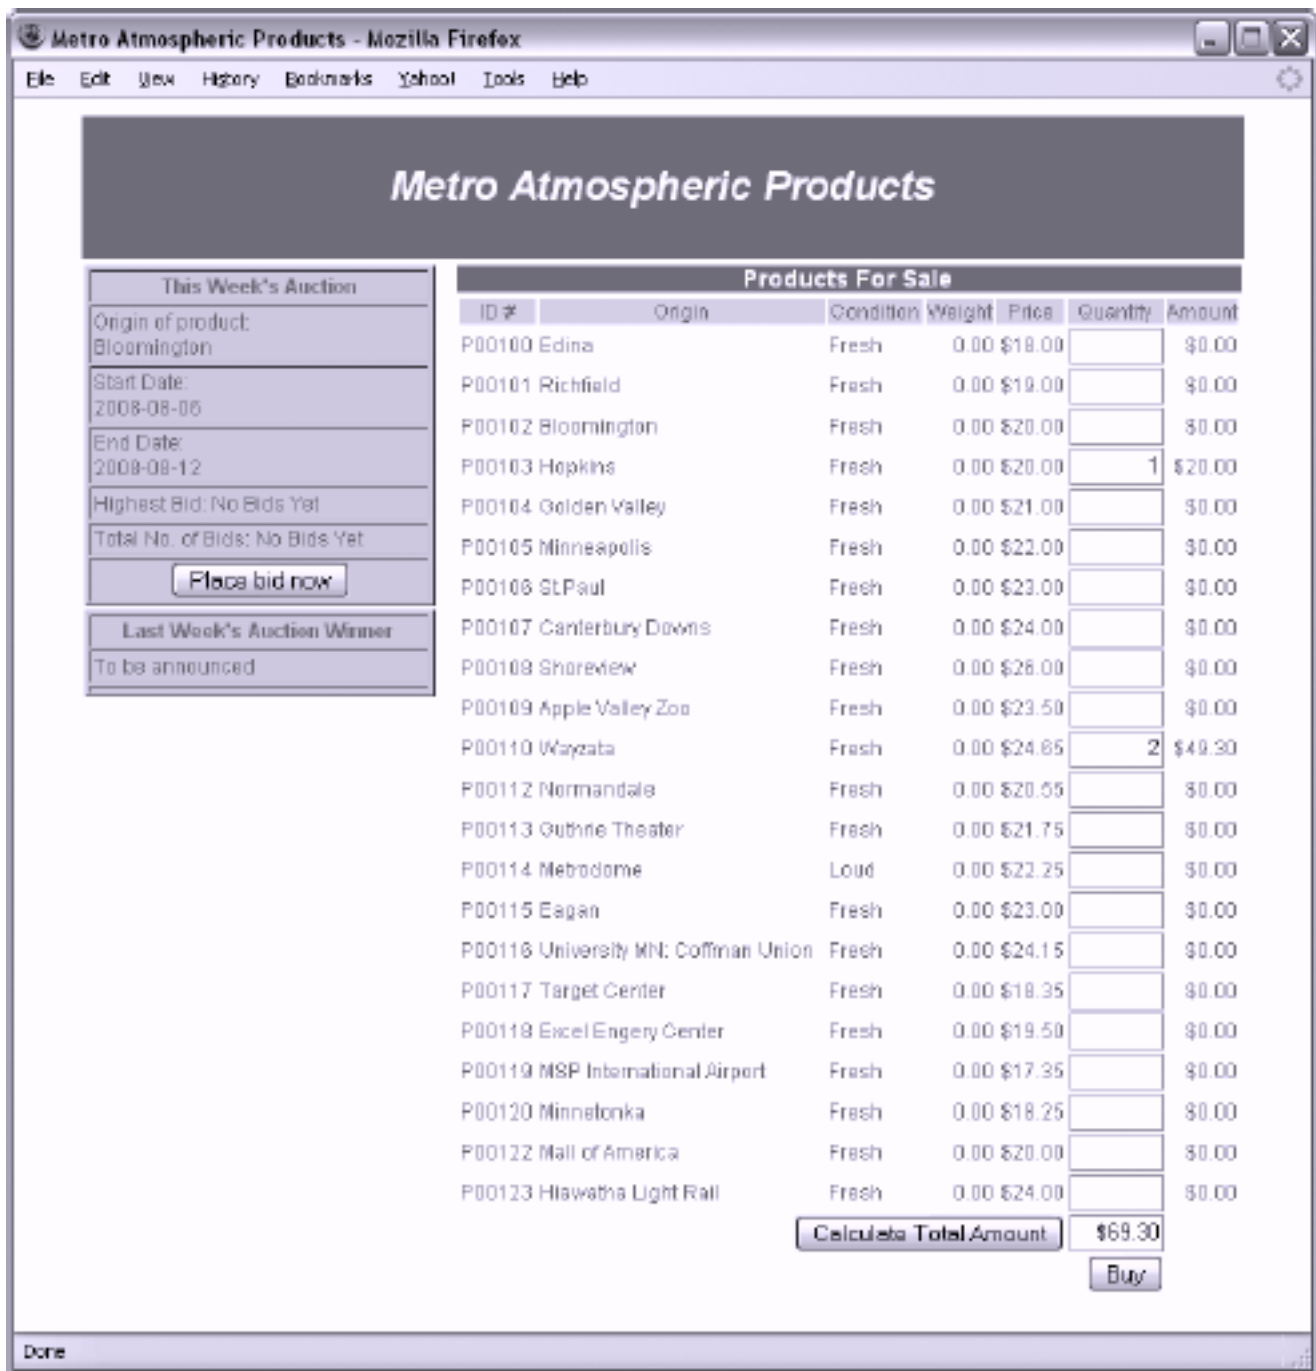 Metro Atmospheric Products - Mozilla Firefox
File Edit View History Bookmarks Yahoo! Tools Help
Metro Atmospheric Products
This Week's Auction
Origin of product:
Bloomington
Start Date:
2008-08-06
End Date:
2008-08-12
Highest Bid: No Bids Yet
Total No. of Bids: No Bids Yet
Place bid now
Last Week's Auction Winner
To be announced
Products For Sale
ID # Origin Condition Weight Price Quantity Amount
P00100 Edina Fresh 0.00 $18.00 $0.00
P00101 Richfield Fresh 0.00 $19.00 $0.00
P00102 Bloomington Fresh 0.00 $20.00 $0.00
P00103 Hopkins Fresh 0.00 $20.00 1 $20.00
P00104 Golden Valley Fresh 0.00 $21.00 $0.00
P00105 Minneapolis Fresh 0.00 $22.00 $0.00
P00106 St.Paul Fresh 0.00 $23.00 $0.00
P00107 Canterbury Downs Fresh 0.00 $24.00 $0.00
P00108 Shoreview Fresh 0.00 $26.00 $0.00
P00109 Apple Valley Zoo Fresh 0.00 $23.50 $0.00
P00110 Wayzata Fresh 0.00 $24.65 2 $49.30
P00112 Normandale Fresh 0.00 $20.55 $0.00
P00113 Guthrie Theater Fresh 0.00 $21.75 $0.00
P00114 Metrodome Loud 0.00 $22.25 $0.00
P00115 Eagan Fresh 0.00 $23.00 $0.00
P00116 University MN: Coffman Union Fresh 0.00 $24.15 $0.00
P00117 Target Center Fresh 0.00 $18.35 $0.00
P00118 Excel Engery Center Fresh 0.00 $19.50 $0.00
P00119 MSP International Airport Fresh 0.00 $17.35 $0.00
P00120 Minnetonka Fresh 0.00 $18.25 $0.00
P00122 Mall of America Fresh 0.00 $20.00 $0.00
P00123 Hiawatha Light Rail Fresh 0.00 $24.00 $0.00
Calculate Total Amount $69.30
Buy
Done